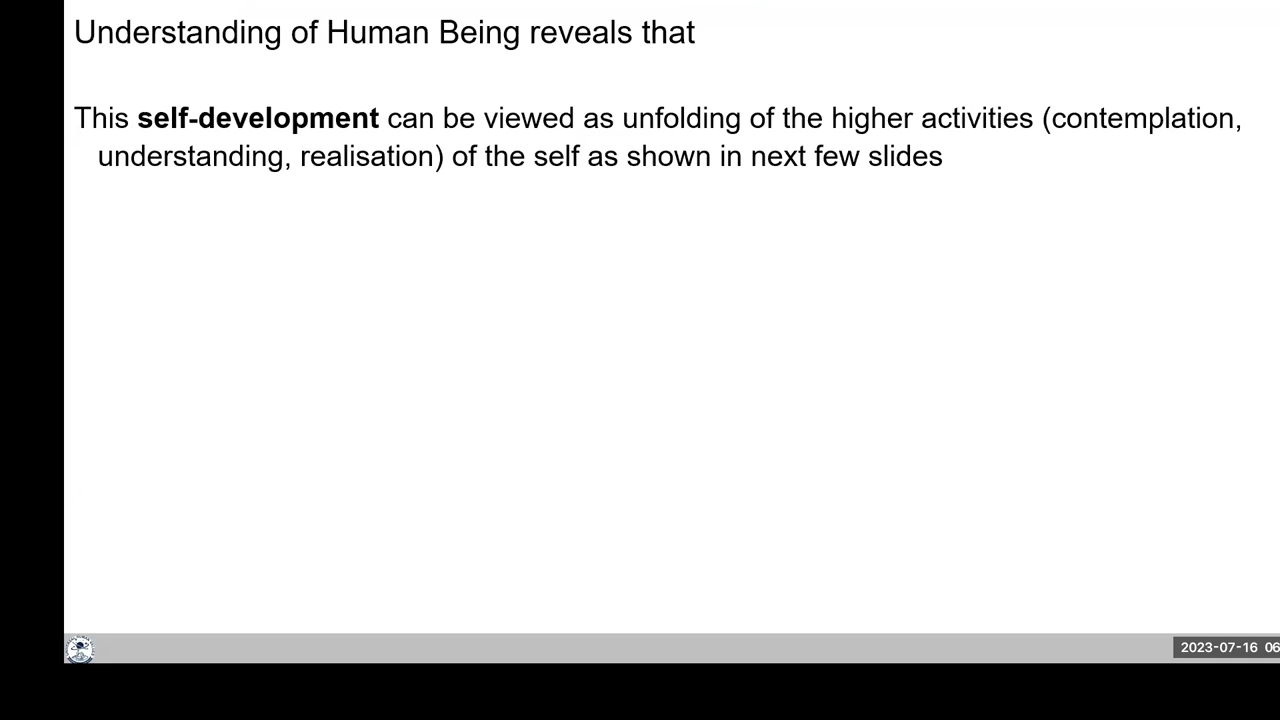 Understanding of Human Being reveals that
This self-development can be viewed as unfolding of the higher activities (contemplation,
understanding, realisation) of the self as shown in next few slides
2023-07-16 06